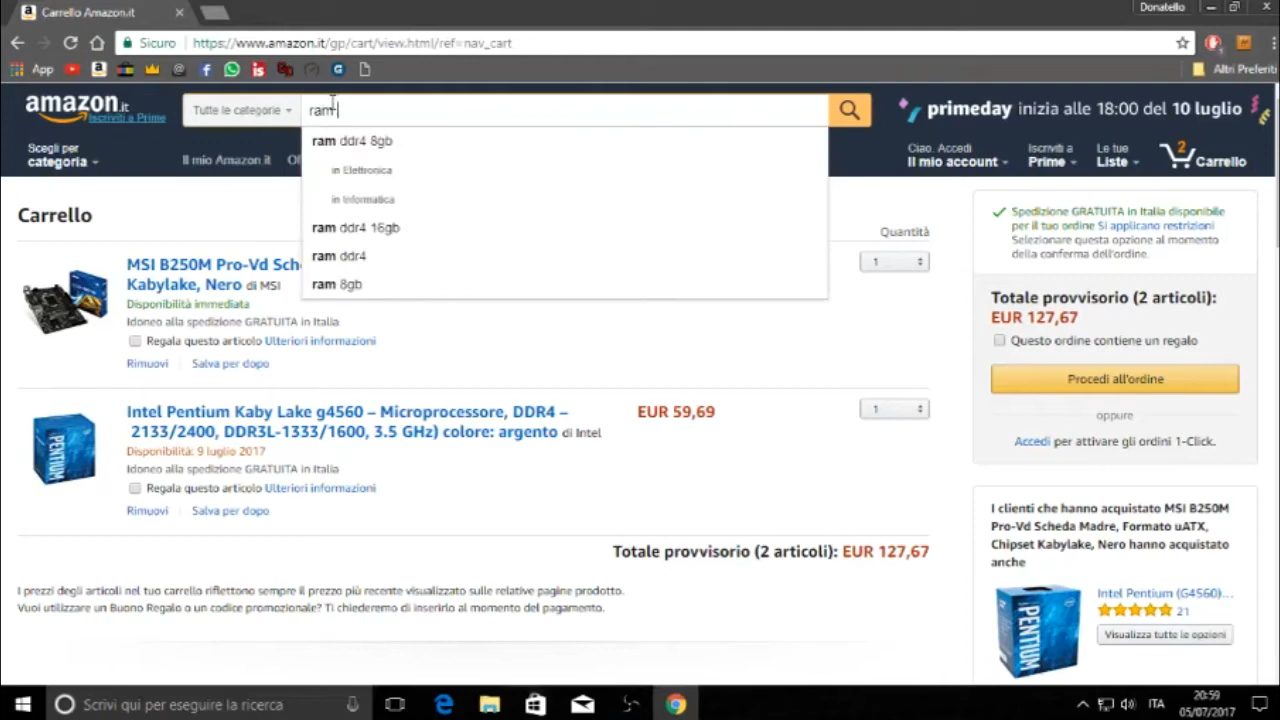 Carrello Amazon.it
Donatello
Sicuro
https://www.amazon.it/gp/cart/view.html/ref=nav_cart
App
Altri Preferiti
amazon.it
Iscriviti a Prime
Tutte le categorie
ram
primeday inizia alle 18:00 del 10 luglio
Scegli per
categoria
Il mio Amazon.it
Ciao. Accedi
Il mio account
Iscriviti a
Prime
Le tue
Liste
2
Carrello
ram ddr4 8gb
in Elettronica
in Informatica
ram ddr4 16gb
ram ddr4
ram 8gb
Carrello
Quantità
MSI B250M Pro-Vd Sch
Kabylake, Nero di MSI
Disponibilità immediata
Idoneo alla spedizione GRATUITA in Italia
Regala questo articolo Ulteriori informazioni
Rimuovi
Salva per dopo
1
Intel Pentium Kaby Lake g4560 – Microprocessore, DDR4 –
2133/2400, DDR3L-1333/1600, 3.5 GHz) colore: argento di Intel
Disponibilità: 9 luglio 2017
Idoneo alla spedizione GRATUITA in Italia
Regala questo articolo Ulteriori informazioni
Rimuovi
Salva per dopo
EUR 59,69
1
Totale provvisorio (2 articoli): EUR 127,67
I prezzi degli articoli nel tuo carrello riflettono sempre il prezzo più recente visualizzato sulle relative pagine prodotto.
Vuoi utilizzare un Buono Regalo o un codice promozionale? Ti chiederemo di inserirlo al momento del pagamento.
Spedizione GRATUITA in Italia disponibile
per il tuo ordine Si applicano restrizioni
Selezionare questa opzione al momento
della conferma dell'ordine.
Totale provvisorio (2 articoli):
EUR 127,67
Questo ordine contiene un regalo
Procedi all'ordine
oppure
Accedi per attivare gli ordini 1-Click.
I clienti che hanno acquistato MSI B250M
Pro-Vd Scheda Madre, Formato uATX,
Chipset Kabylake, Nero hanno acquistato
anche
PENTIUM
Intel Pentium (G4560)...
21
Visualizza tutte le opzioni
Scrivi qui per eseguire la ricerca
ITA
20:59
05/07/2017